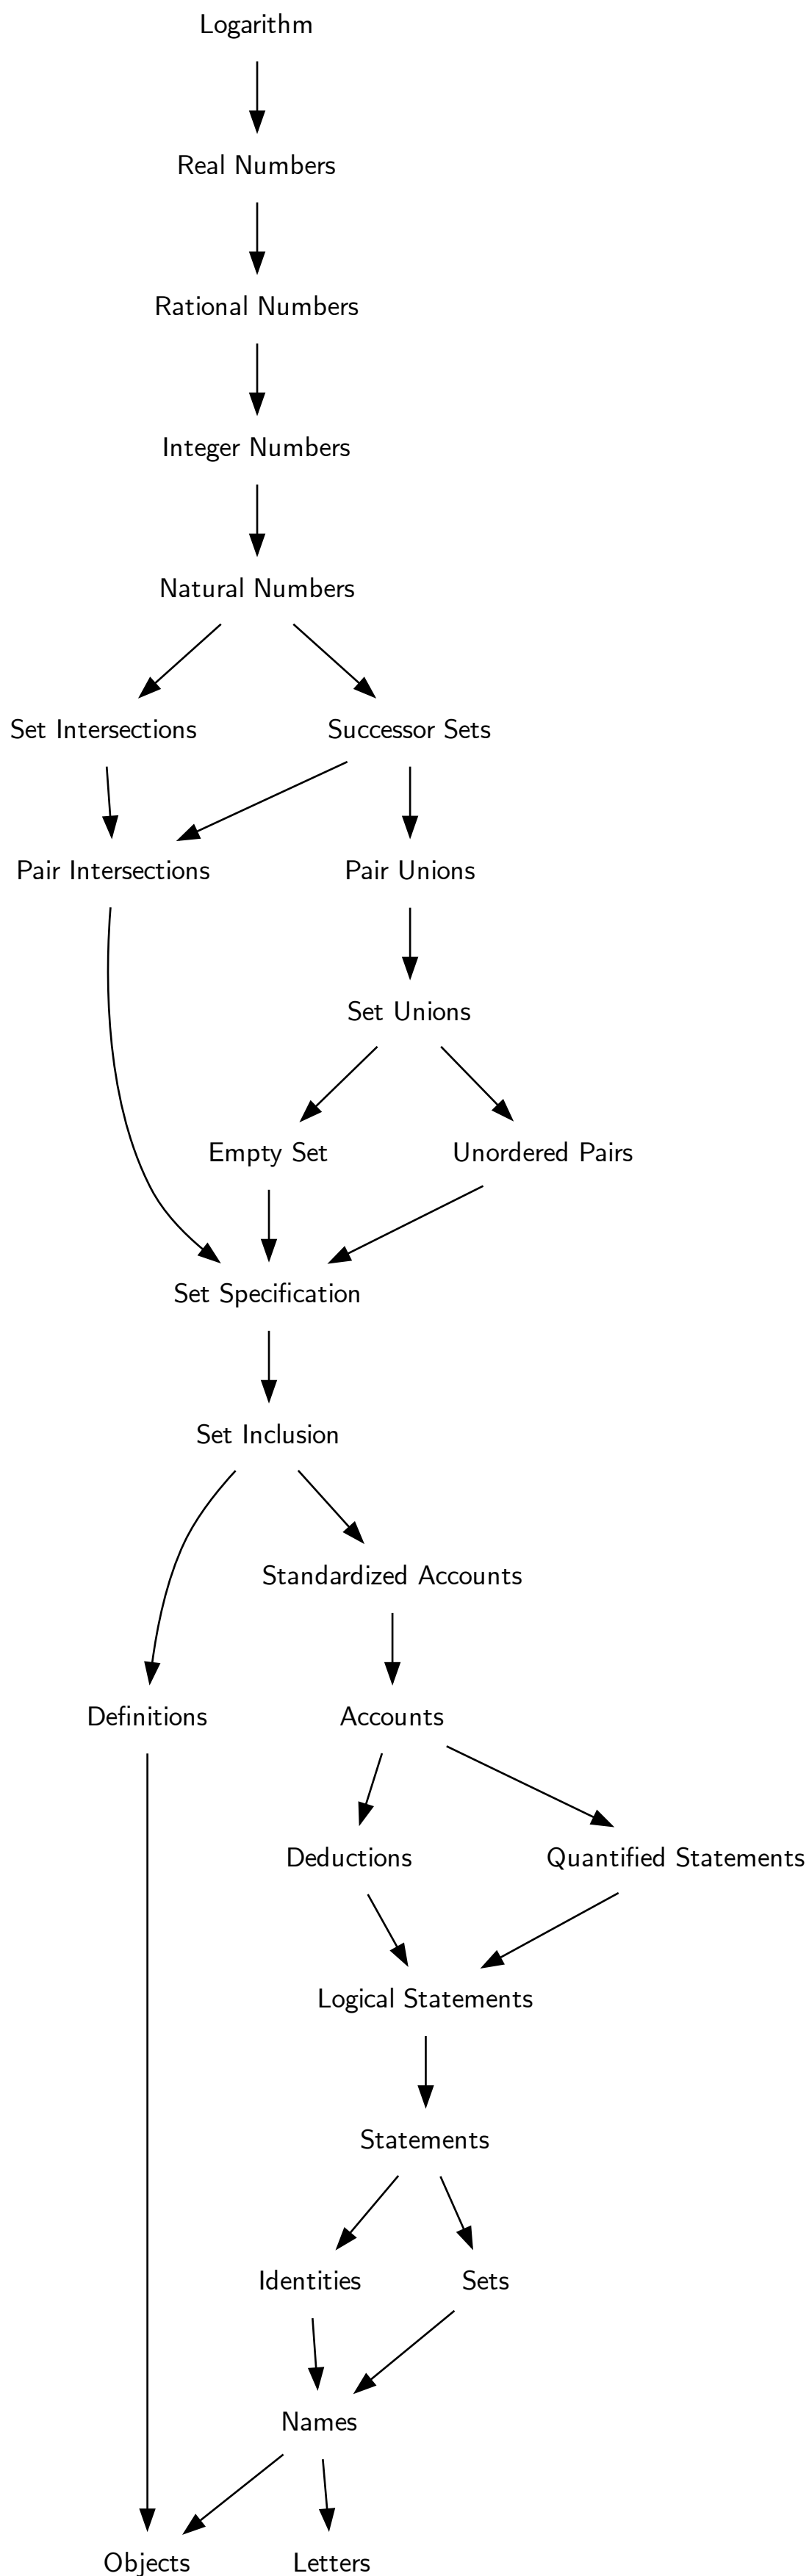 Logarithm
Real Numbers
Rational Numbers
Integer Numbers
Natural Numbers
Set Intersections
Successor Sets
Pair Intersections
Pair Unions
Set Unions
Empty Set
Unordered Pairs
Set Specification
Set Inclusion
Standardized Accounts
Definitions
Accounts
Deductions
Quantified Statements
Logical Statements
Statements
Identities
Sets
Names
Objects
Letters